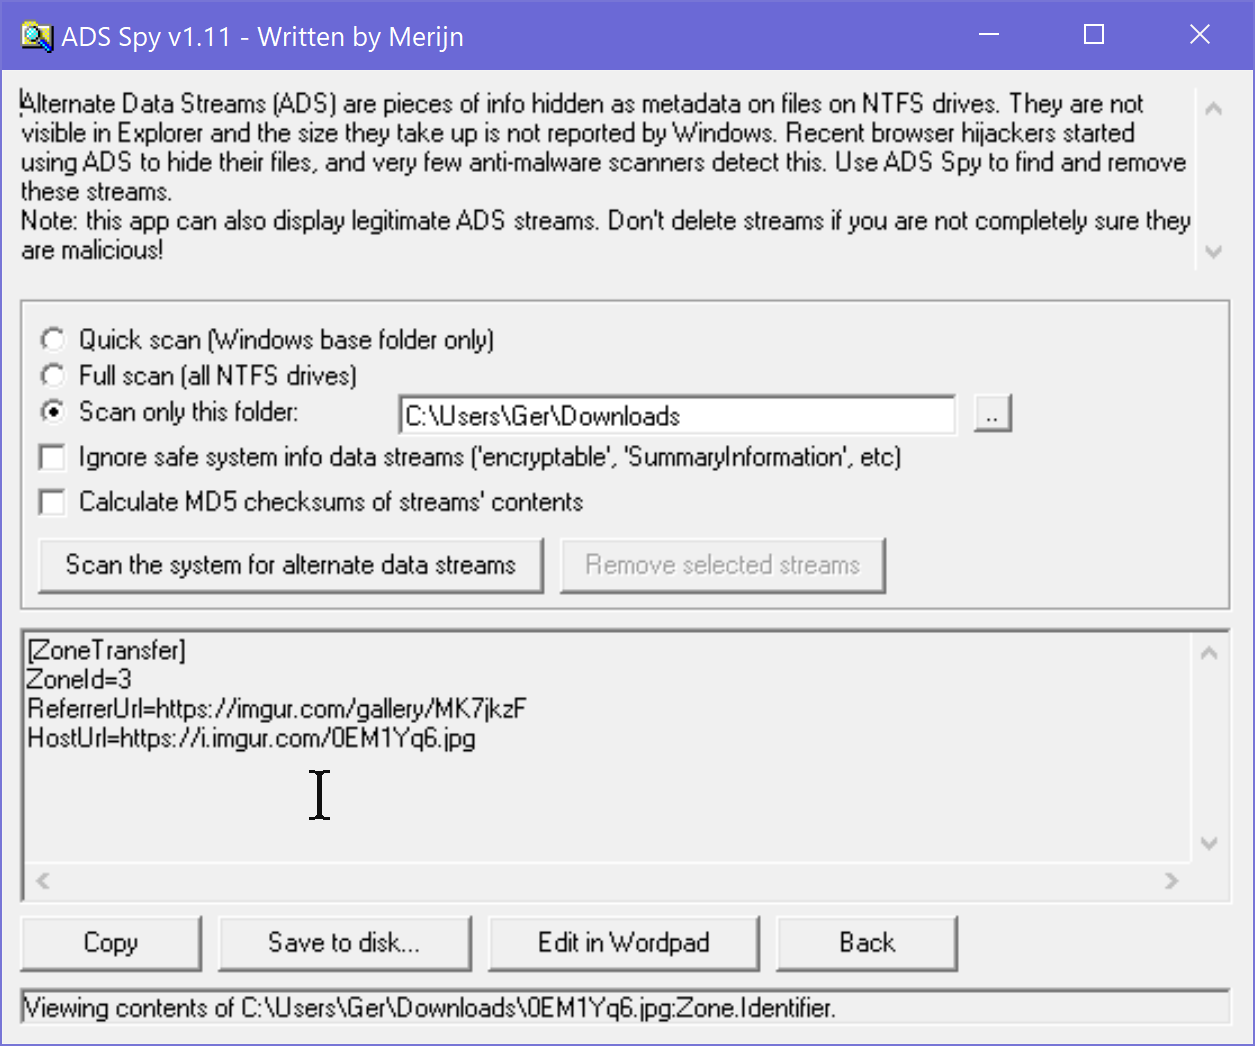 ADS Spy v1.11 - Written by Merijn
Alternate Data Streams (ADS) are pieces of info hidden as metadata on files on NTFS drives. They are not
visible in Explorer and the size they take up is not reported by Windows. Recent browser hijackers started
using ADS to hide their files, and very few anti-malware scanners detect this. Use ADS Spy to find and remove
these streams.
Note: this app can also display legitimate ADS streams. Don't delete streams if you are not completely sure they
are malicious!
Quick scan (Windows base folder only)
Full scan (all NTFS drives)
Scan only this folder: C:\Users\Ger\Downloads ..
Ignore safe system info data streams ('encryptable', 'SummaryInformation', etc)
Calculate MD5 checksums of streams' contents
Scan the system for alternate data streams Remove selected streams
[ZoneTransfer]
ZoneId=3
ReferrerUrl=https://imgur.com/gallery/MK7jkzF
HostUrl=https://i.imgur.com/0EM1Yq6.jpg
Copy Save to disk... Edit in Wordpad Back
Viewing contents of C:\Users\Ger\Downloads\0EM1Yq6.jpg:Zone.Identifier.